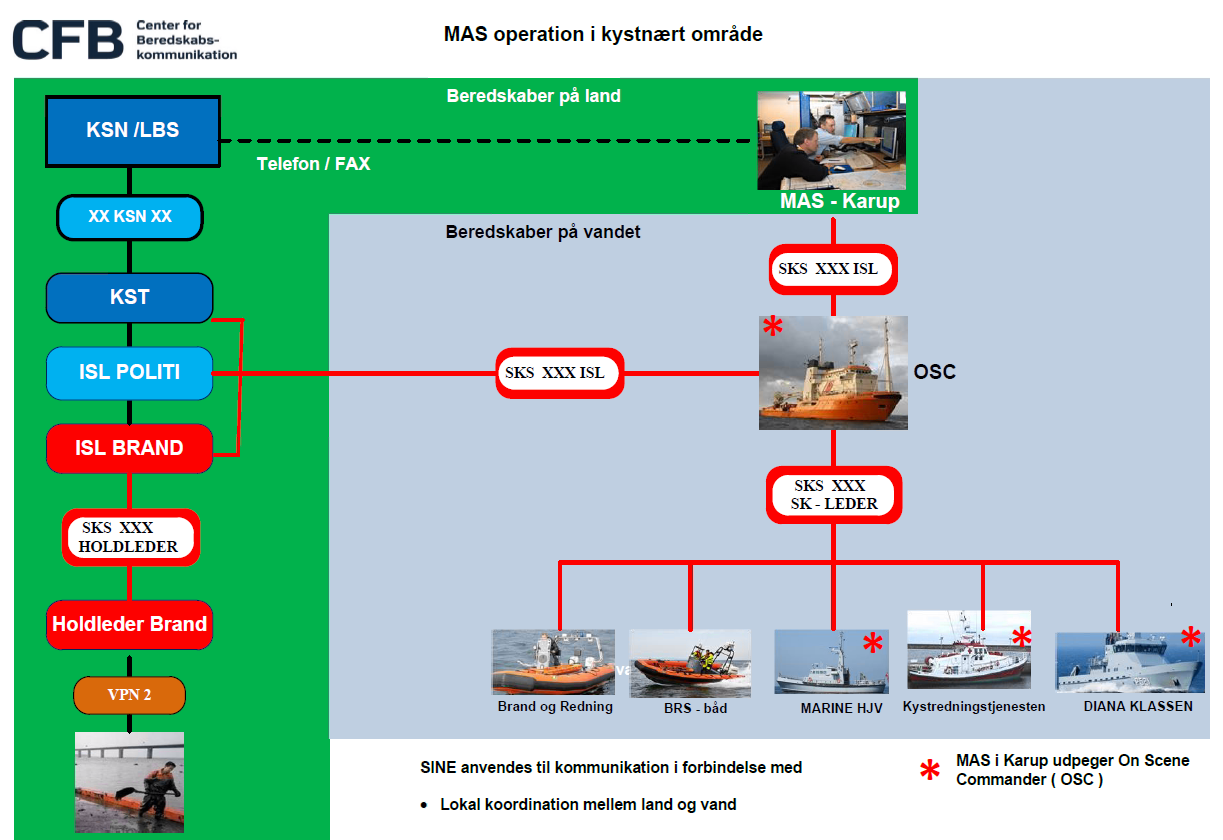 CFB
Center for
Beredskabs-
kommunikation
MAS operation i kystnært område
Beredskaber på land
KSN /LBS
Telefon / FAX
MAS - Karup
XX KSN XX
Beredskaber på vandet
SKS XXX ISL
KST
ISL POLITI
SKS XXX ISL
OSC
ISL BRAND
SKS XXX
SK - LEDER
SKS XXX
HOLDLEDER
Holdleder Brand
va
VPN 2
Brand og Redning
BRS - båd
MARINE HJV
Kystredningstjenesten
DIANA KLASSEN
SINE anvendes til kommunikation i forbindelse med
• Lokal koordination mellem land og vand
* MAS i Karup udpeger On Scene
Commander ( OSC )